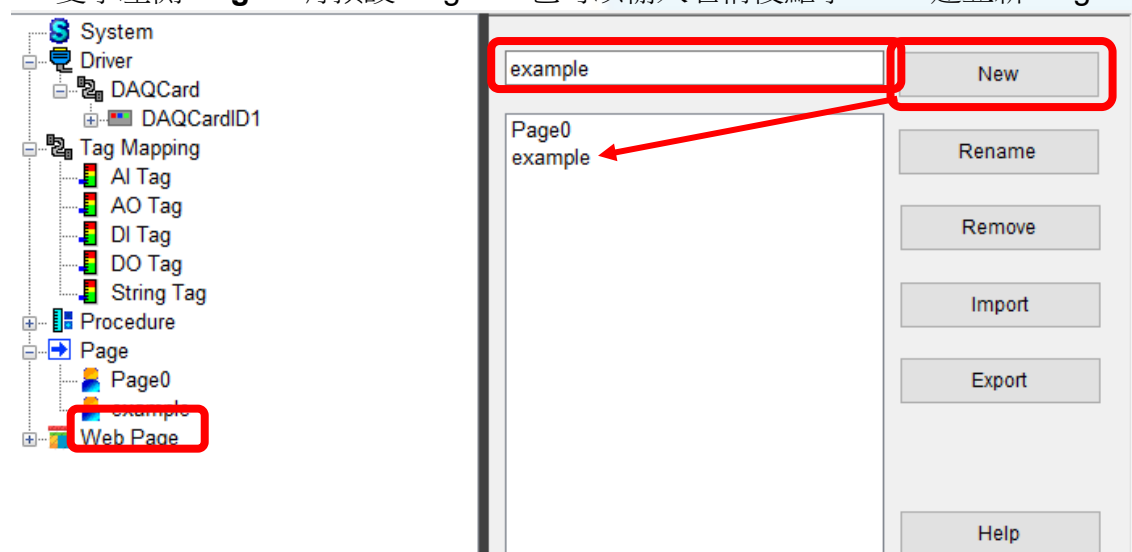 System
Driver
DAQCard
DAQCardID1
Tag Mapping
AI Tag
AO Tag
DI Tag
DO Tag
String Tag
Procedure
Page
Page0
example
Web Page
example
New
Page0
example
Rename
Remove
Import
Export
Help